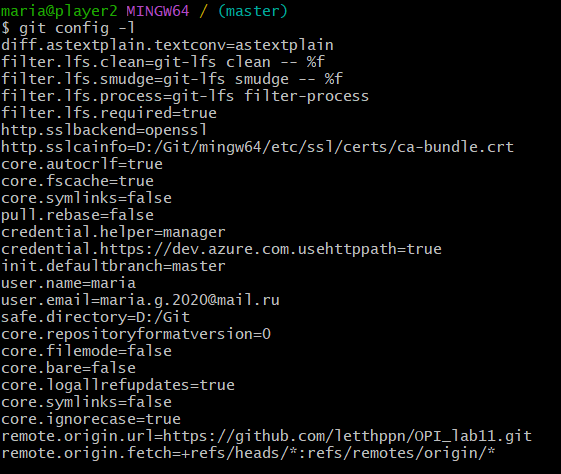 maria@player2 MINGW64 / (master)
$ git config -l
diff.astextplain.textconv=astextplain
filter.lfs.clean=git-lfs clean -- %f
filter.lfs.smudge=git-lfs smudge -- %f
filter.lfs.process=git-lfs filter-process
filter.lfs.required=true
http.sslbackend=openssl
http.sslcainfo=D:/Git/mingw64/etc/ssl/certs/ca-bundle.crt
core.autocrlf=true
core.fscache=true
core.symlinks=false
pull.rebase=false
credential.helper=manager
credential.https://dev.azure.com.usehttppath=true
init.defaultbranch=master
user.name=maria
user.email=maria.g.2020@mail.ru
safe.directory=D:/Git
core.repositoryformatversion=0
core.filemode=false
core.bare=false
core.logallrefupdates=true
core.symlinks=false
core.ignorecase=true
remote.origin.url=https://github.com/letthppn/OPI_lab11.git
remote.origin.fetch=+refs/heads/*:refs/remotes/origin/*